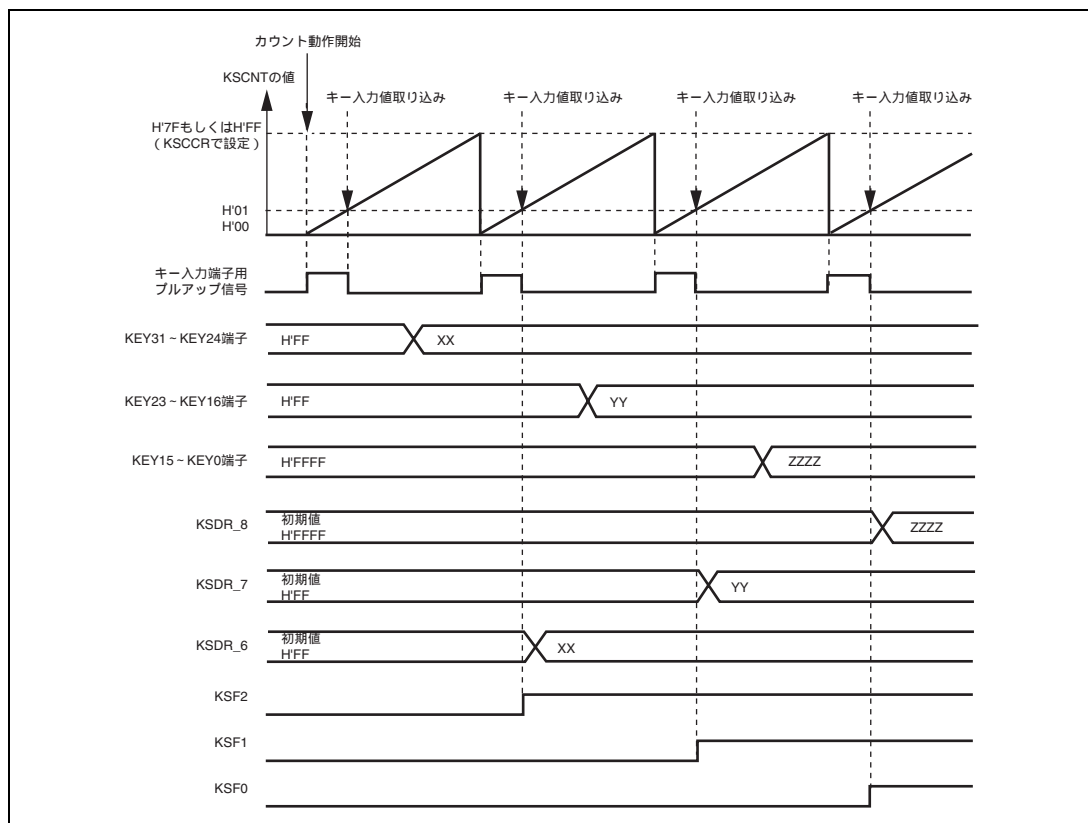 カウント動作開始
KSCNTの値
キー入力値取り込み
キー入力値取り込み
キー入力値取り込み
キー入力値取り込み
H'7FもしくはH'FF
（KSCCRで設定）
H'01
H'00
キー入力端子用
プルアップ信号
KEY31～KEY24端子
H'FF
XX
KEY23～KEY16端子
H'FF
YY
KEY15～KEY0端子
H'FFFF
ZZZZ
KSDR_8
初期値
H'FFFF
ZZZZ
KSDR_7
初期値
H'FF
YY
KSDR_6
初期値
H'FF
XX
KSF2
KSF1
KSF0